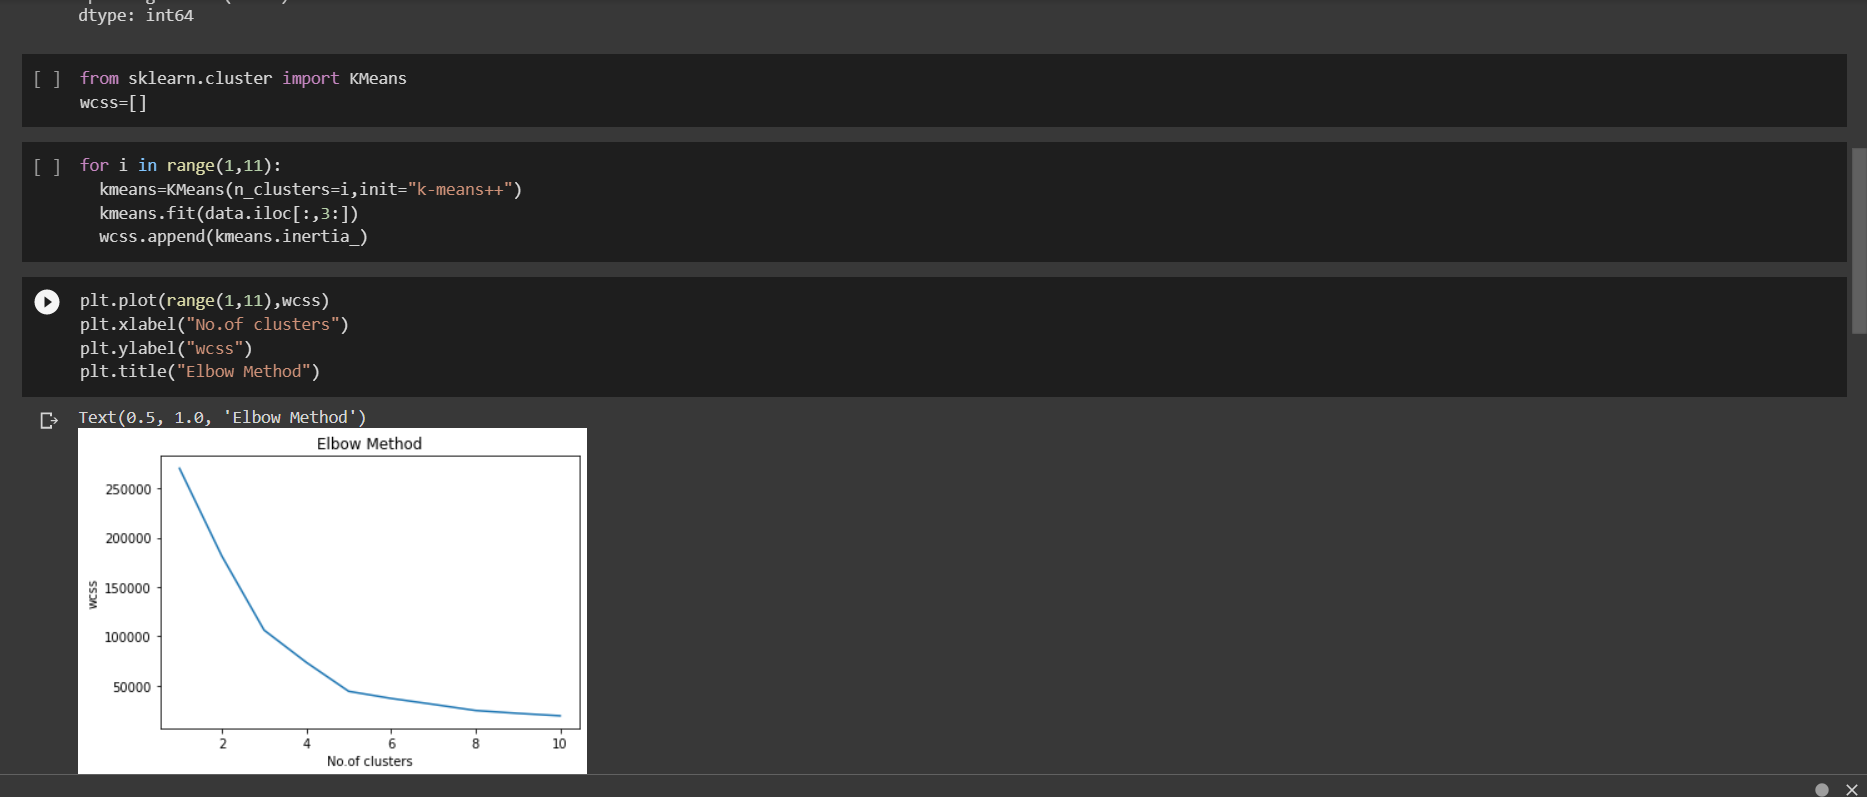 dtype: int64
[ ] from sklearn.cluster import KMeans
wcss=[]
[ ] for i in range(1,11):
kmeans=KMeans(n_clusters=i,init="k-means++")
kmeans.fit(data.iloc[:,3:])
wcss.append(kmeans.inertia_)
plt.plot(range(1,11),wcss)
plt.xlabel("No.of clusters")
plt.ylabel("wcss")
plt.title("Elbow Method")
Text(0.5, 1.0, 'Elbow Method')
Elbow Method
250000
200000
150000
100000
50000
wcss
2 4 6 8 10
No.of clusters